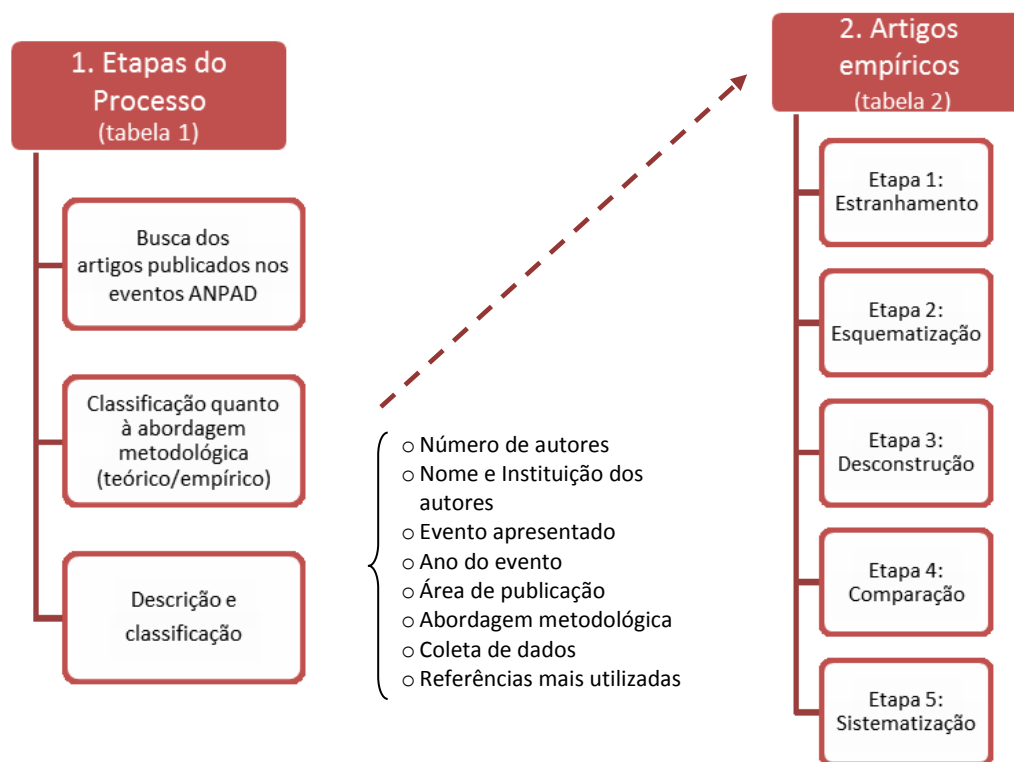 1. Etapas do
Processo
(tabela 1)
Busca dos
artigos publicados nos
eventos ANPAD
Classificação quanto
à abordagem
metodológica
(teórico/empírico)
Descrição e
classificação
o Número de autores
o Nome e Instituição dos
autores
o Evento apresentado
o Ano do evento
o Área de publicação
o Abordagem metodológica
o Coleta de dados
o Referências mais utilizadas
2. Artigos
empíricos
(tabela 2)
Etapa 1:
Estranhamento
Etapa 2:
Esquematização
Etapa 3:
Desconstrução
Etapa 4:
Comparação
Etapa 5:
Sistematização